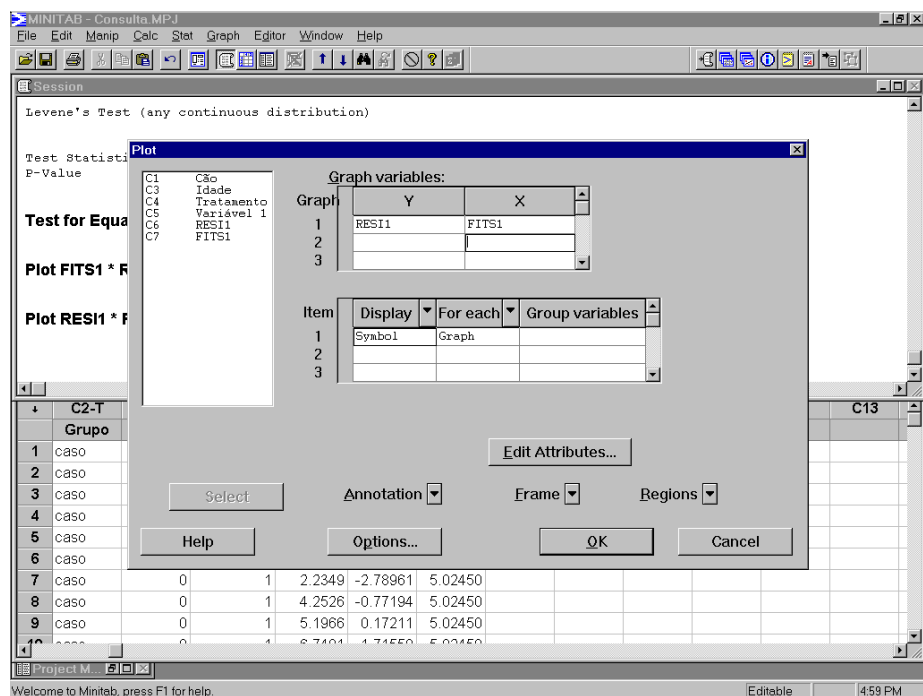 MINITAB - Consulta.MPJ
File Edit Manip Calc Stat Graph Editor Window Help
Session
Levene's Test (any continuous distribution)
Test Statisti
P-Value
Test for Equa
Plot FITS1 * R
Plot RESI1 * F
Plot
C1 Cão
C3 Idade
C4 Tratamento
C5 Variável 1
C6 RESI1
C7 FITS1
Graph variables:
Graph Y X
1 RESI1 FITS1
2
3
Item Display For each Group variables
1 Symbol Graph
2
3
Edit Attributes...
Select Annotation Frame Regions
Help Options... OK Cancel
C2-T C13
Grupo
1 caso
2 caso
3 caso
4 caso
5 caso
6 caso
7 caso 0 1 2.2349 -2.78961 5.02450
8 caso 0 1 4.2526 -0.77194 5.02450
9 caso 0 1 5.1966 0.17211 5.02450
Project M...
Welcome to Minitab, press F1 for help. Editable 4:59 PM